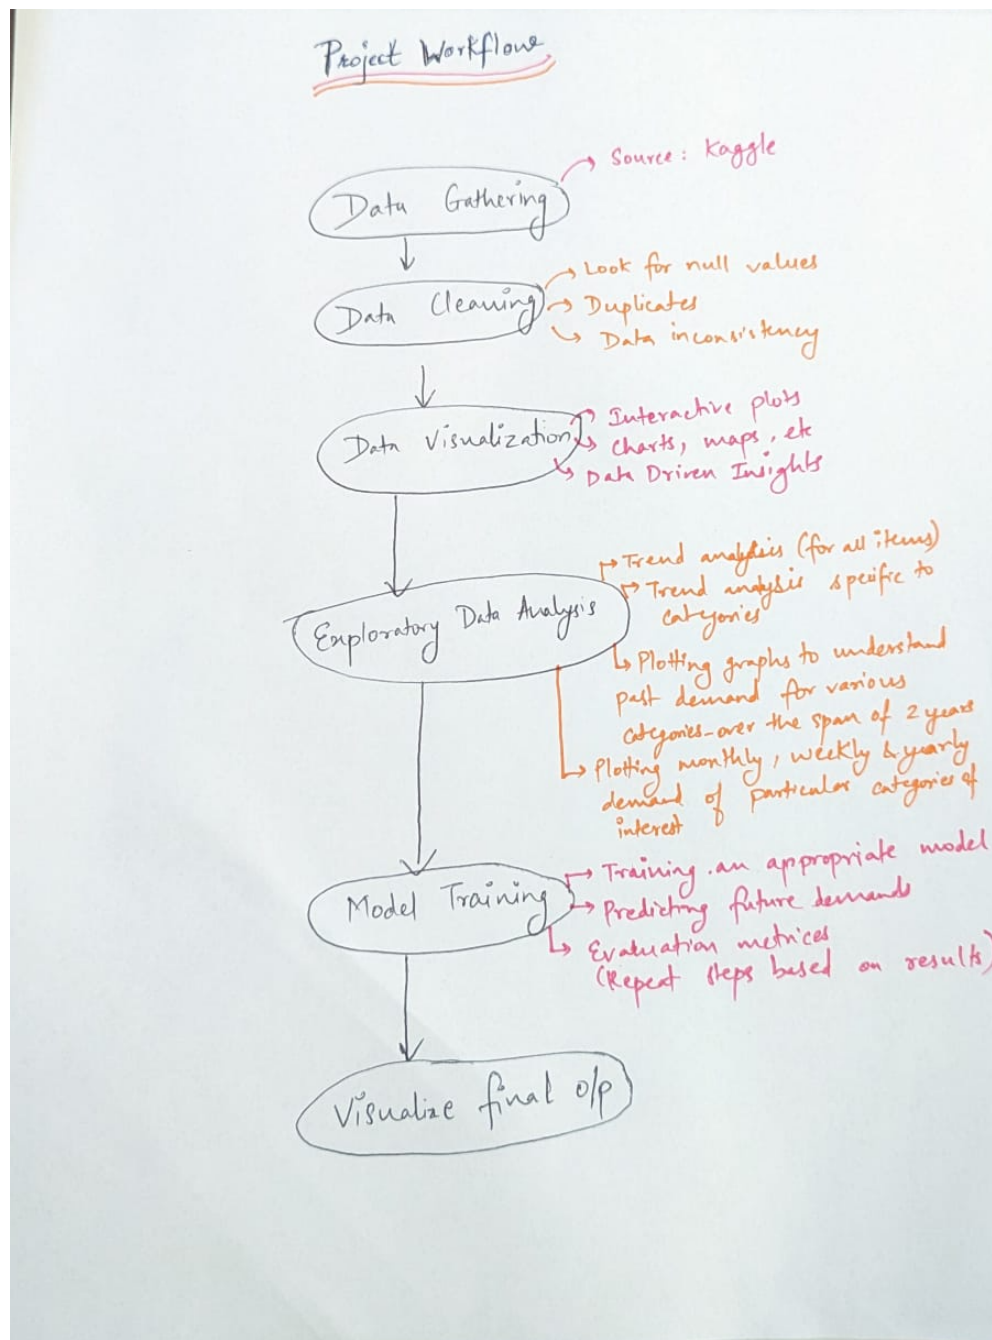 Project Workflow
Source: Kaggle
Data Gathering
Look for null values
Data Cleaning
Duplicates
Data inconsistency
Interactive plots
Data Visualization
Charts, maps, etc
Data Driven Insights
Trend analysis (for all items)
Trend analysis specific to
categories
Exploratory Data Analysis
Plotting graphs to understand
past demand for various
categories over the span of 2 years
Plotting monthly, weekly & yearly
demand of particular categories of
interest
Training an appropriate model
Model Training
Predicting future demands
Evaluation metrices
(Repeat steps based on results)
Visualize final o/p